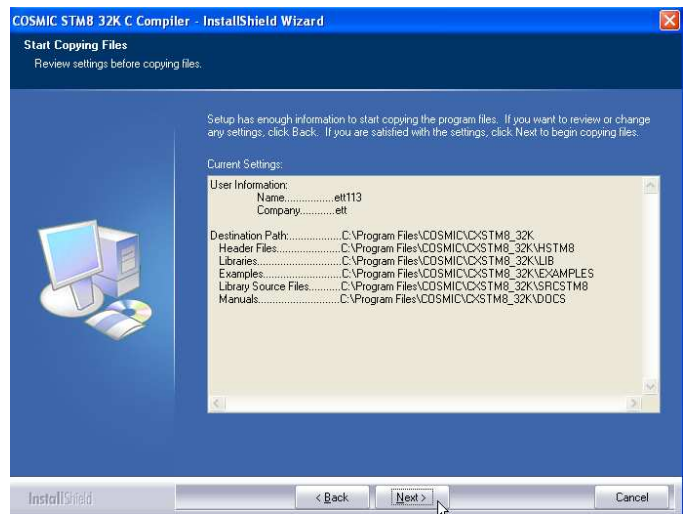 COSMIC STM8 32K C Compiler - InstallShield Wizard
Start Copying Files
Review settings before copying files.
Setup has enough information to start copying the program files. If you want to review or change
any settings, click Back. If you are satisfied with the settings, click Next to begin copying files.
Current Settings:
User Information:
Name................ett113
Company............ett
Destination Path:.................C:\Program Files\COSMIC\CXSTM8_32K
Header Files.......................C:\Program Files\COSMIC\CXSTM8_32K\HSTM8
Libraries...........................C:\Program Files\COSMIC\CXSTM8_32K\LIB
Examples.........................C:\Program Files\COSMIC\CXSTM8_32K\EXAMPLES
Library Source Files..........C:\Program Files\COSMIC\CXSTM8_32K\SRCSTM8
Manuals...........................C:\Program Files\COSMIC\CXSTM8_32K\DOCS
InstallShield
< Back
Next >
Cancel